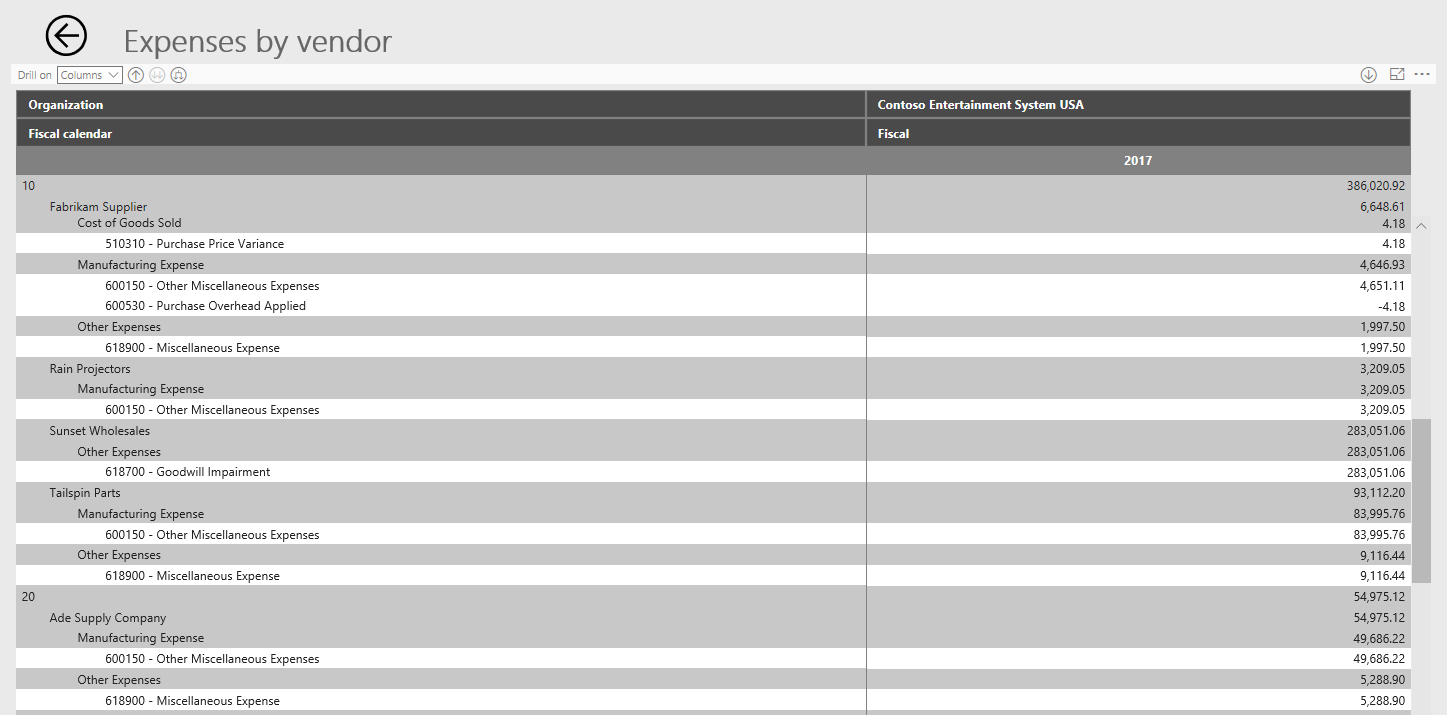 Expenses by vendor
Drill on Columns
Organization Contoso Entertainment System USA
Fiscal calendar Fiscal
2017
10 386,020.92
Fabrikam Supplier 6,648.61
Cost of Goods Sold 4.18
510310 - Purchase Price Variance 4.18
Manufacturing Expense 4,646.93
600150 - Other Miscellaneous Expenses 4,651.11
600530 - Purchase Overhead Applied -4.18
Other Expenses 1,997.50
618900 - Miscellaneous Expense 1,997.50
Rain Projectors 3,209.05
Manufacturing Expense 3,209.05
600150 - Other Miscellaneous Expenses 3,209.05
Sunset Wholesales 283,051.06
Other Expenses 283,051.06
618700 - Goodwill Impairment 283,051.06
Tailspin Parts 93,112.20
Manufacturing Expense 83,995.76
600150 - Other Miscellaneous Expenses 83,995.76
Other Expenses 9,116.44
618900 - Miscellaneous Expense 9,116.44
20 54,975.12
Ade Supply Company 54,975.12
Manufacturing Expense 49,686.22
600150 - Other Miscellaneous Expenses 49,686.22
Other Expenses 5,288.90
618900 - Miscellaneous Expense 5,288.90